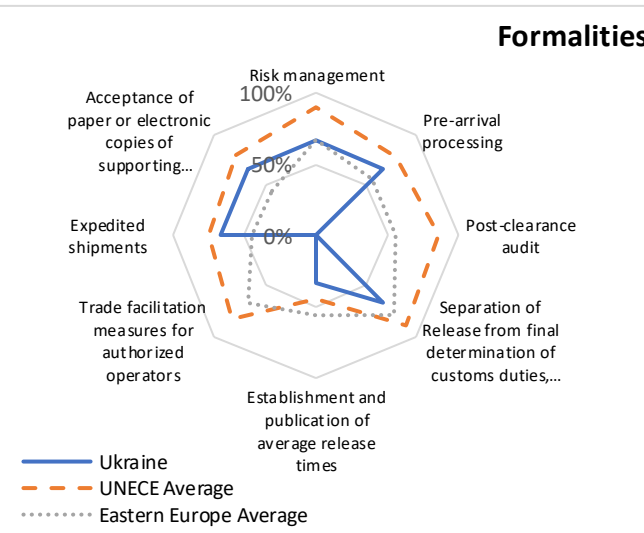 Formalities
Risk management
100%
50%
0%
Pre-arrival
processing
Post-clearance
audit
Separation of
Release from final
determination of
customs duties,…
Establishment and
publication of
average release
times
Trade facilitation
measures for
authorized
operators
Expedited
shipments
Acceptance of
paper or electronic
copies of
supporting…
Ukraine
UNECE Average
Eastern Europe Average